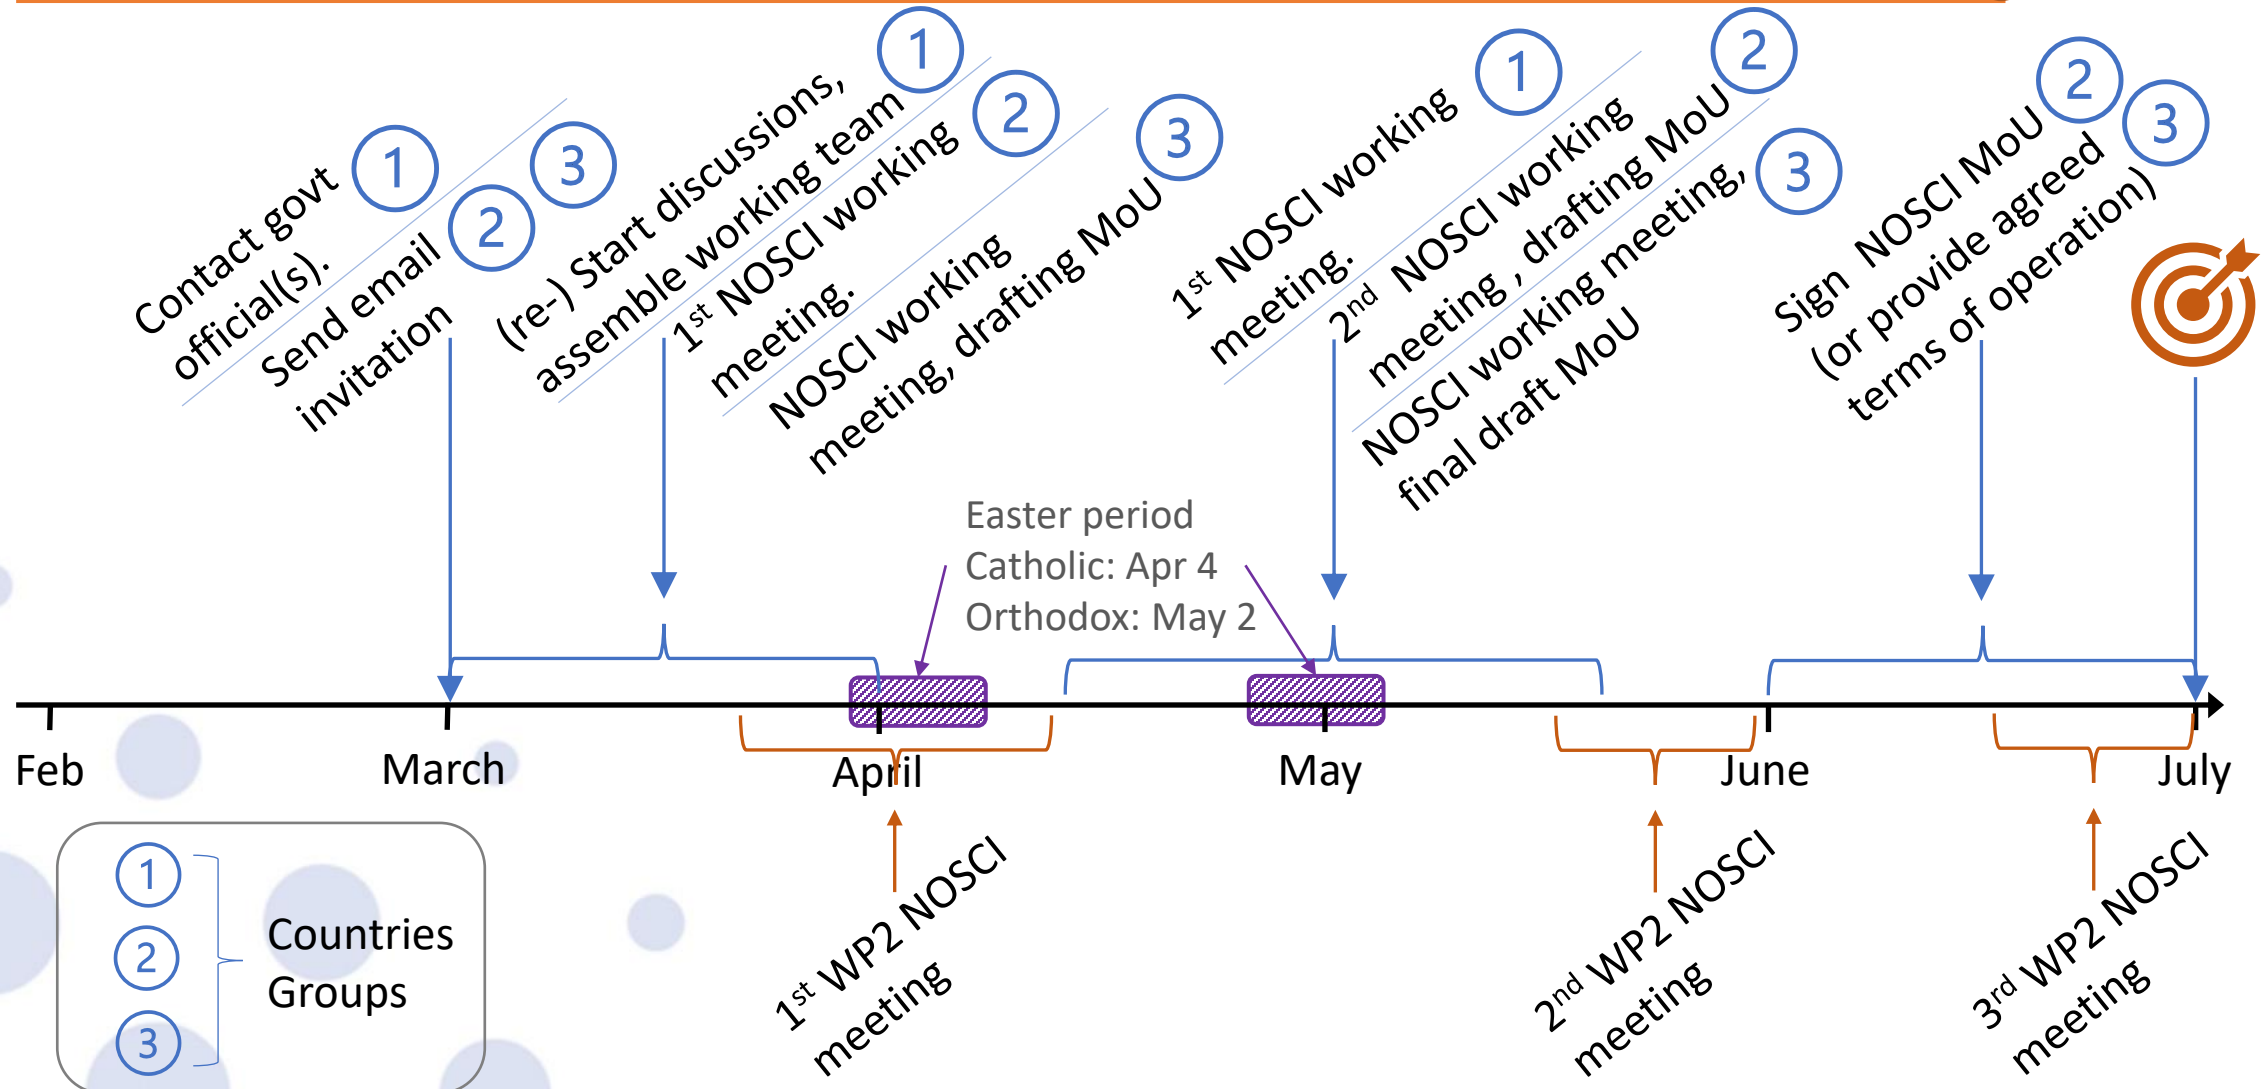 Contact govt
official(s).
1
Send email
invitation
2
3
(re-) Start discussions,
assemble working team
1
1st NOSCI working
meeting.
2
NOSCI working
meeting, drafting MoU
3
1st NOSCI working
meeting.
1
2nd NOSCI working
meeting , drafting MoU
2
NOSCI working meeting,
final draft MoU
3
Sign NOSCI MoU
(or provide agreed
terms of operation)
2
3
Easter period
Catholic: Apr 4
Orthodox: May 2
Feb
March
April
May
June
July
1
2
3
Countries
Groups
1st WP2 NOSCI
meeting
2nd WP2 NOSCI
meeting
3rd WP2 NOSCI
meeting